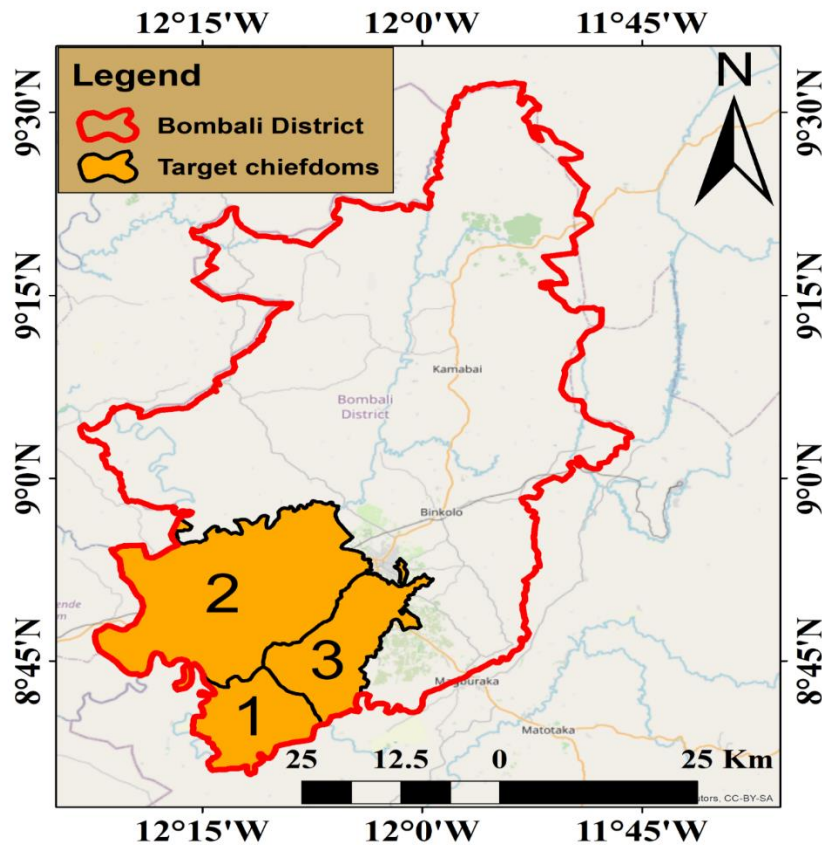 12°15'W 12°0'W 11°45'W
Legend
Bombali District
Target chiefdoms
N
9°30'N 9°30'N
9°15'N 9°15'N
Kamabai
Bombali
District
9°0'N 9°0'N
Binkolo
2
3
8°45'N 8°45'N
Magburaka
1
Matotaka
25 12.5 0 25 Km
CC-BY-SA
12°15'W 12°0'W 11°45'W